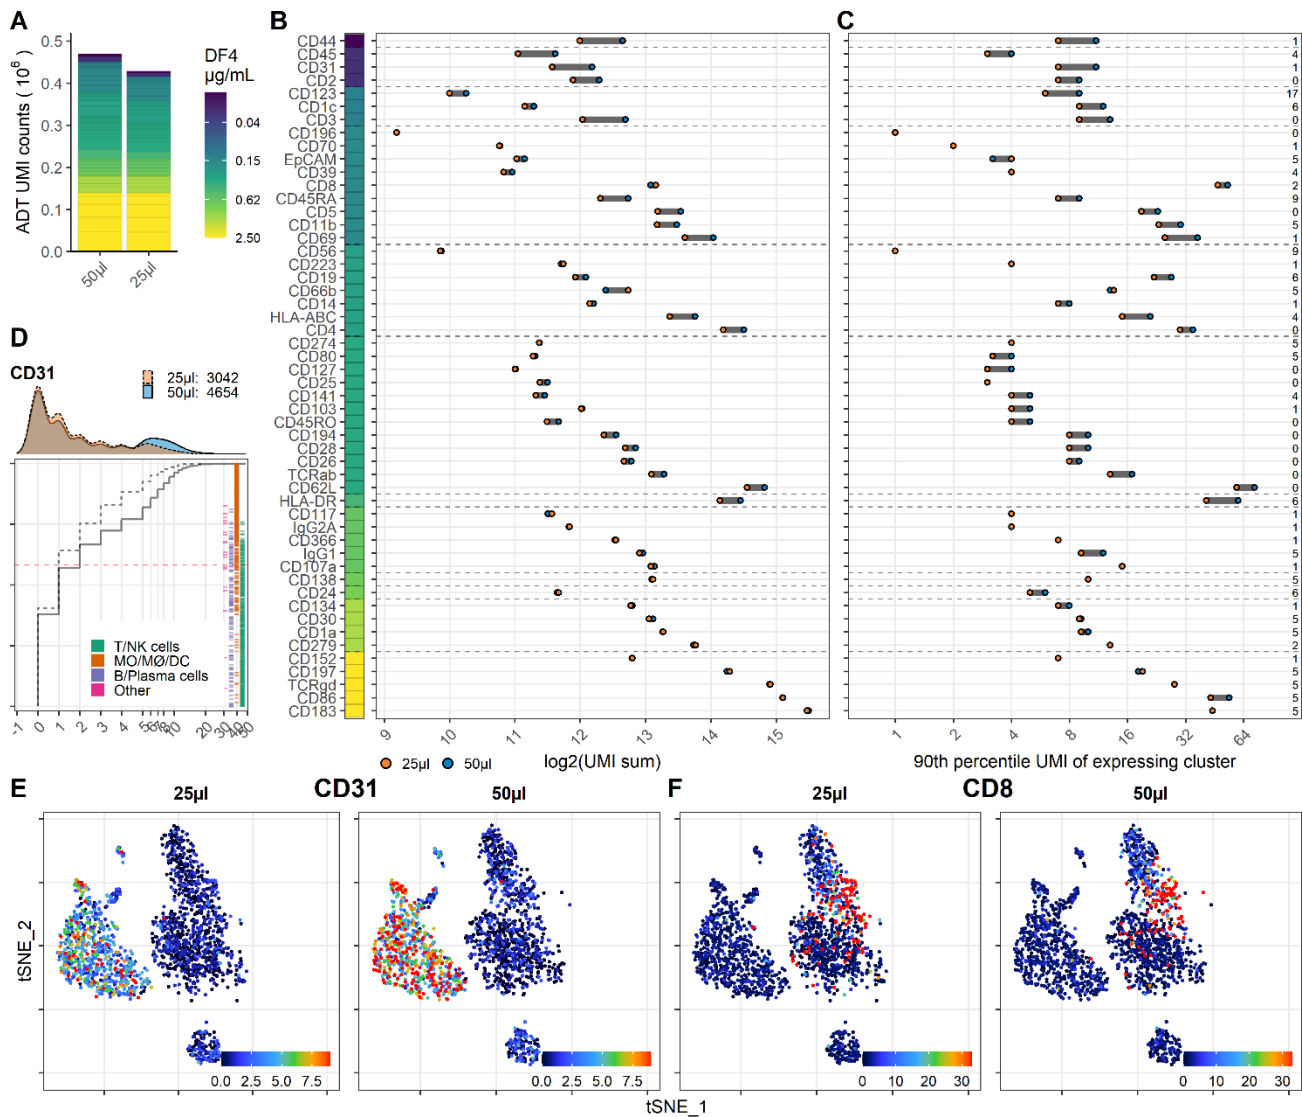 A
ADT UMI counts ( 10⁶ )
0.5
0.4
0.3
0.2
0.1
0.0
50µl
25µl
DF4
µg/mL
0.04
0.15
0.62
2.50
B
CD44
CD45
CD31
CD2
CD123
CD1c
CD3
CD196
CD70
EpCAM
CD39
CD8
CD45RA
CD5
CD11b
CD69
CD56
CD223
CD19
CD66b
CD14
HLA-ABC
CD4
CD274
CD80
CD127
CD25
CD141
CD103
CD45RO
CD194
CD28
CD26
TCRab
CD62L
HLA-DR
CD117
IgG2A
CD366
IgG1
CD107a
CD138
CD24
CD134
CD30
CD1a
CD279
CD152
CD197
TCRgd
CD86
CD183
9 10 11 12 13 14 15
25µl 50µl log2(UMI sum)
C
1
4
1
0
17
6
0
0
1
5
4
2
9
0
5
1
9
1
6
5
1
4
0
5
5
0
0
4
1
0
0
0
0
0
0
6
1
1
1
5
1
5
6
1
5
5
2
1
5
5
5
5
1 2 4 8 16 32 64
90th percentile UMI of expressing cluster
D
CD31
25µl: 3042
50µl: 4654
T/NK cells
MO/MØ/DC
B/Plasma cells
Other
-1 0 1 2 3 4 5 6 7 10 20 30 40 50
E
CD31
25µl
50µl
0.0 2.5 5.0 7.5
0.0 2.5 5.0 7.5
F
CD8
25µl
50µl
0 10 20 30
0 10 20 30
tSNE_2
tSNE_1